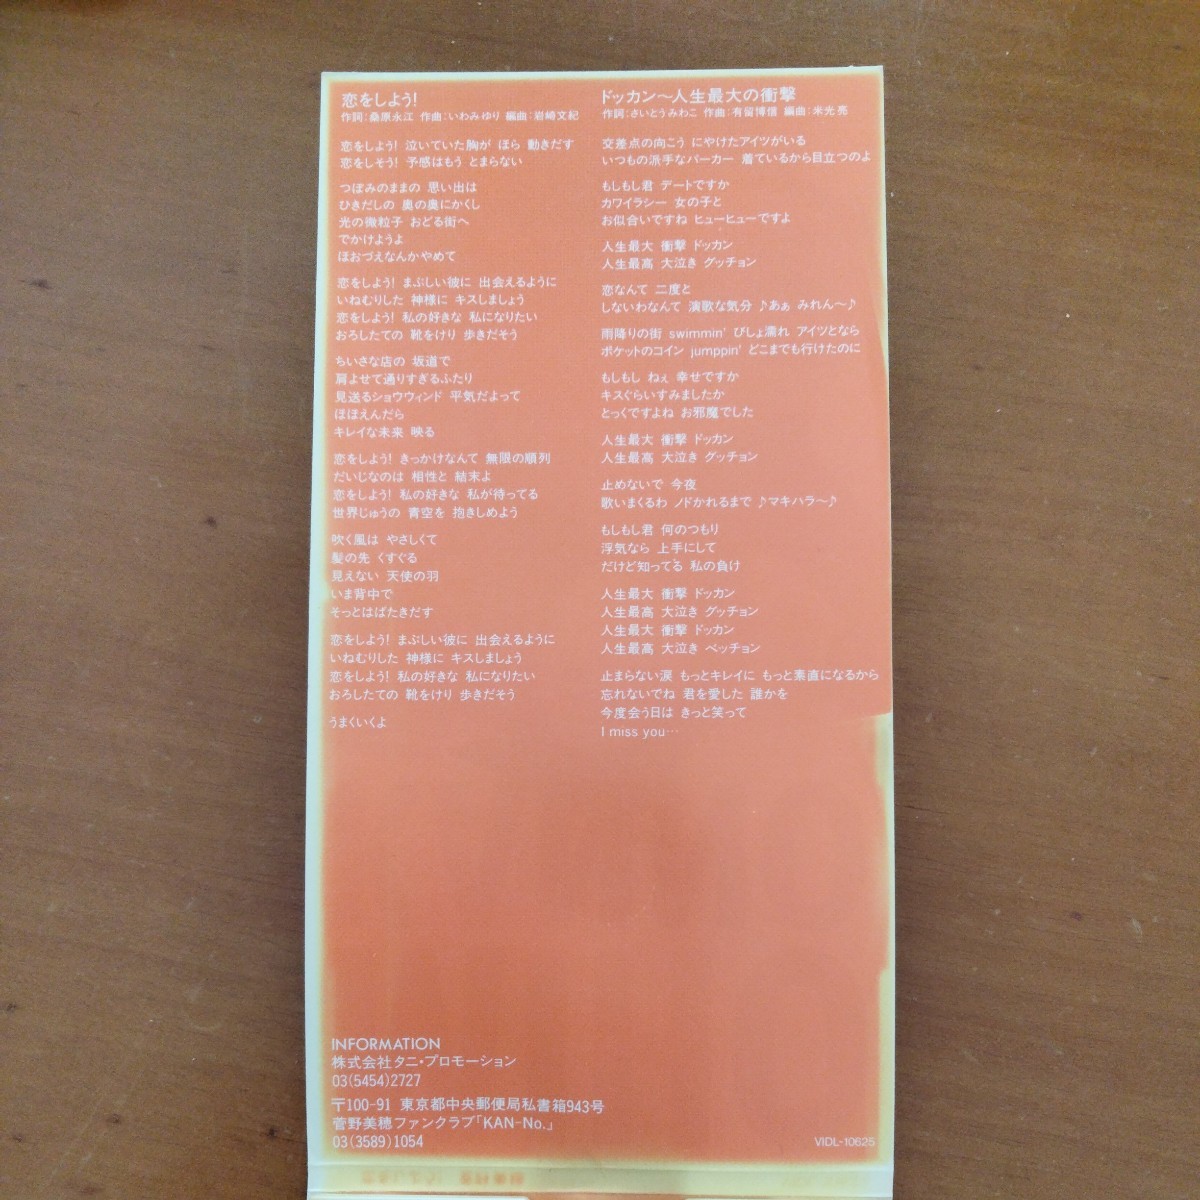 恋をしよう!
作詞:桑原永江 作曲:いわみゆり 編曲:岩崎文紀
恋をしよう! 泣いていた胸が ほら 動きだす
恋をしそう! 予感はもう とまらない
つぼみのままの 思い出は
ひきだしの 奥の奥にかくし
光の微粒子 おどる街へ
でかけようよ
ほおづえなんかやめて
恋をしよう! まぶしい彼に 出会えるように
いねむりした 神様に キスしましょう
恋をしよう! 私の好きな 私になりたい
おろしたての 靴をけり 歩きだそう
ちいさな店の 坂道で
肩よせて通りすぎるふたり
見送るショウウィンド 平気だよって
ほほえんだら
キレイな未来 映る
恋をしよう! きっかけなんて 無限の順列
だいじなのは 相性と 結末よ
恋をしよう! 私の好きな 私が待ってる
世界じゅうの 青空を 抱きしめよう
吹く風は やさしくて
髪の先 くすぐる
見えない 天使の羽
いま背中で
そっとはばたきだす
恋をしよう! まぶしい彼に 出会えるように
いねむりした 神様に キスしましょう
恋をしよう! 私の好きな 私になりたい
おろしたての 靴をけり 歩きだそう
うまくいくよ
ドッカン〜人生最大の衝撃
作詞:さいとうみわこ 作曲:有留博信 編曲:米光亮
交差点の向こう にやけたアイツがいる
いつもの派手なパーカー 着ているから目立つのよ
もしもし君 デートですか
カワイラシー 女の子と
お似合いですね ヒューヒューですよ
人生最大 衝撃 ドッカン
人生最高 大泣き グッチョン
恋なんて 二度と
しないわなんて 演歌な気分 ♪あぁ みれん〜♪
雨降りの街 swimmin' びしょ濡れ アイツとなら
ポケットのコイン jumppin' どこまでも行けたのに
もしもし ねぇ 幸せですか
キスぐらいすみましたか
とっくですよね お邪魔でした
人生最大 衝撃 ドッカン
人生最高 大泣き グッチョン
止めないで 今夜
歌いまくるわ ノドかれるまで ♪マキハラ〜♪
もしもし君 何のつもり
浮気なら 上手にして
だけど知ってる 私の負け
人生最大 衝撃 ドッカン
人生最高 大泣き グッチョン
人生最大 衝撃 ドッカン
人生最高 大泣き ベッチョン
止まらない涙 もっとキレイに もっと素直になるから
忘れないでね 君を愛した 誰かを
今度会う日は きっと笑って
I miss you…
INFORMATION
株式会社タニ・プロモーション
03(5454)2727
〒100-91 東京都中央郵便局私書箱943号
菅野美穂ファンクラブ「KAN-No.」
03(3589)1054
VIDL-10625